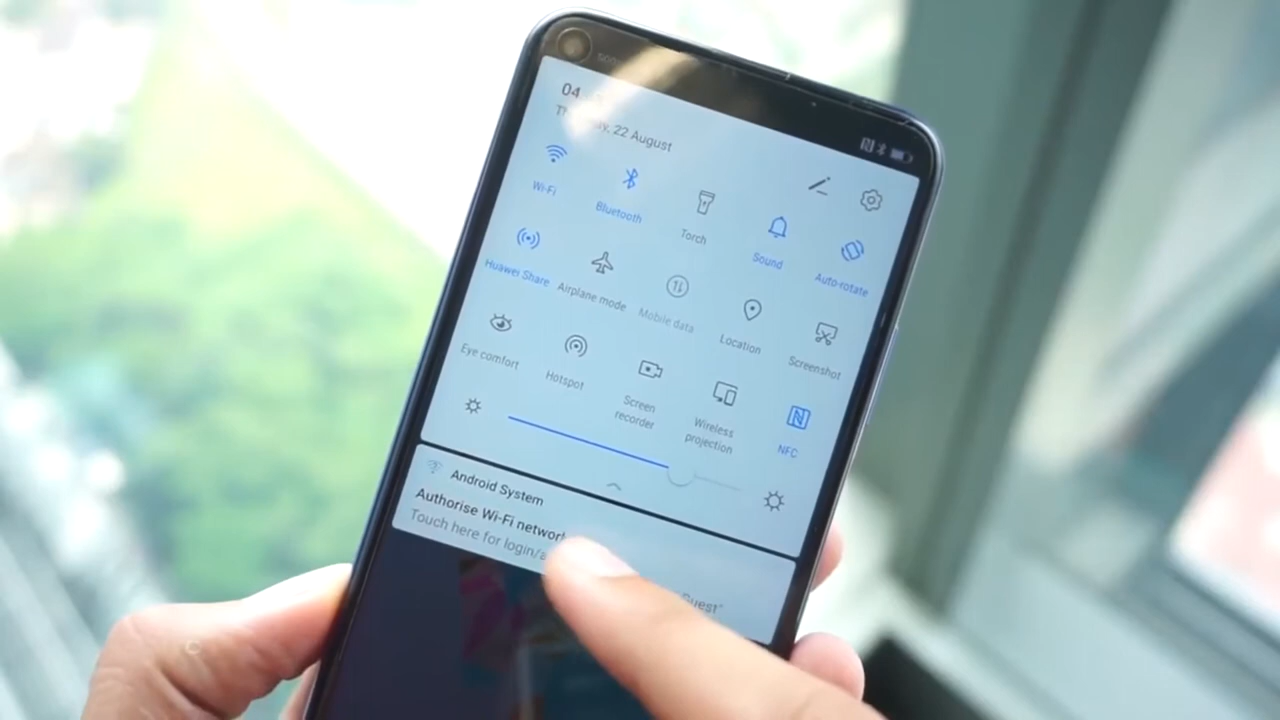 04
22 August
Wi-Fi
Bluetooth
Torch
Sound
Auto-rotate
Huawei Share
Airplane mode
Mobile data
Location
Screenshot
Eye comfort
Hotspot
Screen
recorder
Wireless
projection
NFC
Android System
Authorise Wi-Fi network
Touch here for login/